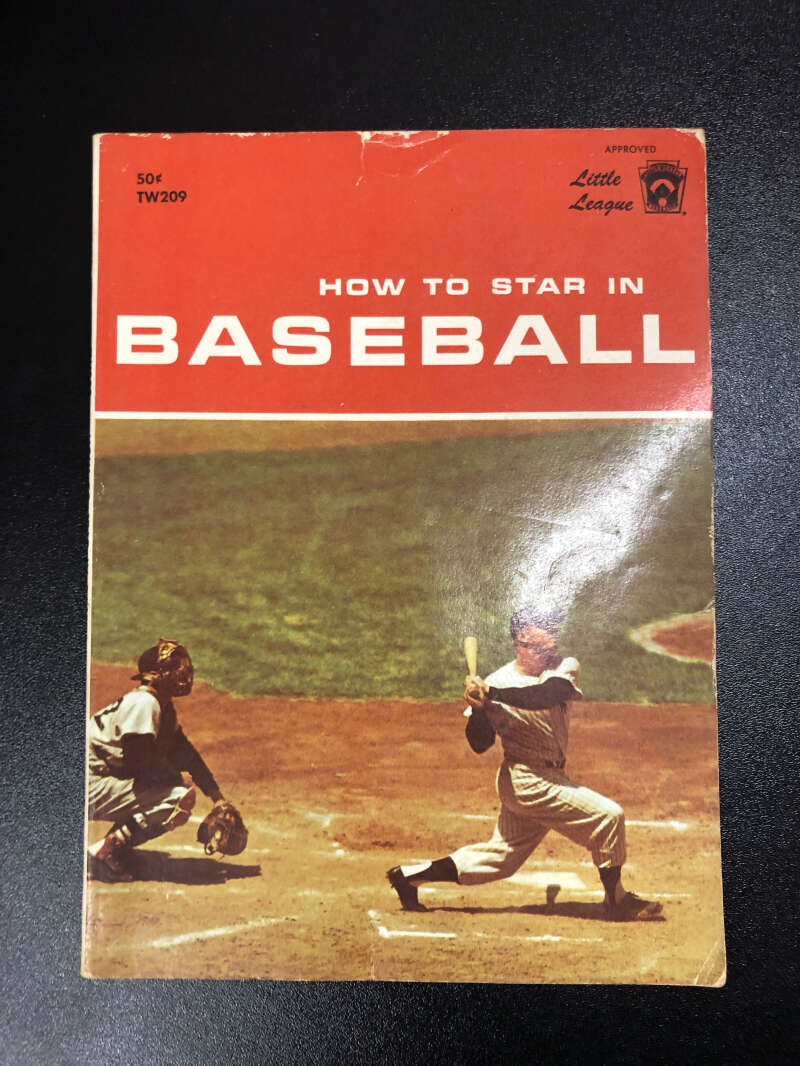 50¢
TW209
APPROVED
Little
League
HOW TO STAR IN
BASEBALL